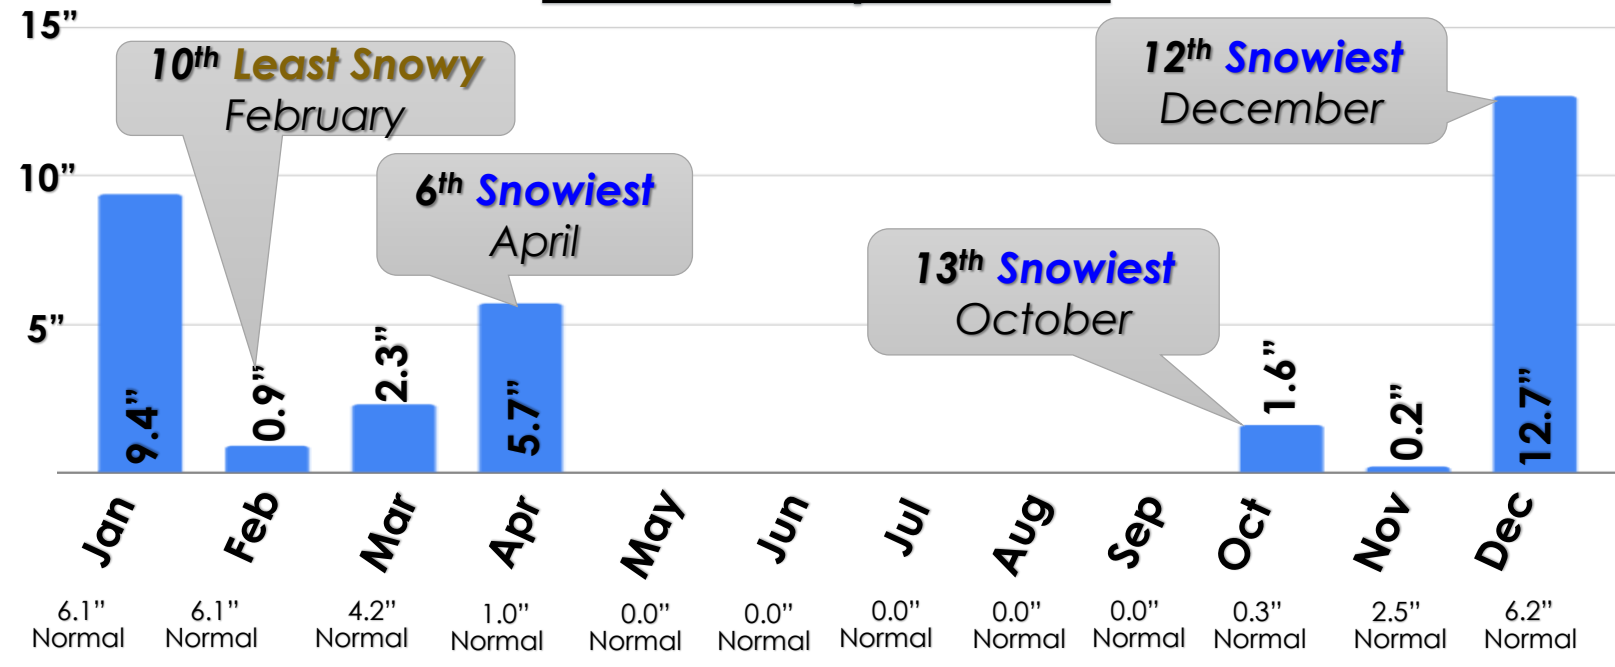 15”
10th Least Snowy
February
12th Snowiest
December
10”
6th Snowiest
April
13th Snowiest
October
5”
9.4”
0.9”
2.3”
5.7”
1.6”
0.2”
12.7”
Jan
Feb
Mar
Apr
May
Jun
Jul
Aug
Sep
Oct
Nov
Dec
6.1”
Normal
6.1”
Normal
4.2”
Normal
1.0”
Normal
0.0”
Normal
0.0”
Normal
0.0”
Normal
0.0”
Normal
0.0”
Normal
0.3”
Normal
2.5”
Normal
6.2”
Normal